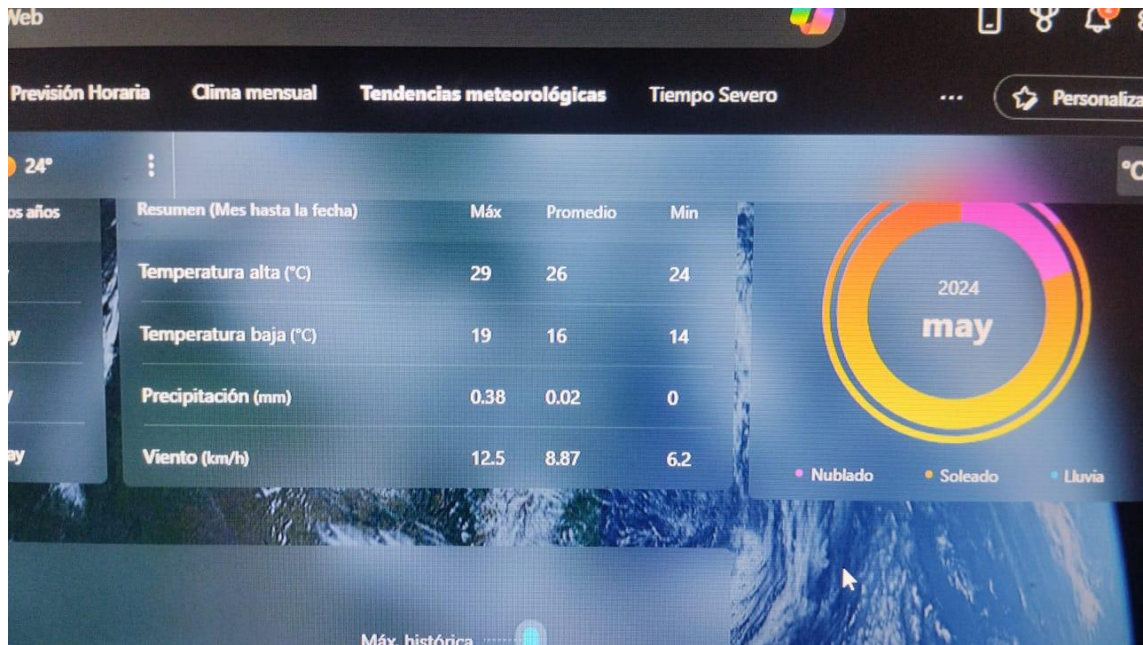 Web
Previsión Horaria Clima mensual Tendencias meteorológicas Tiempo Severo ... Personaliza
24° °C
os años Resumen (Mes hasta la fecha) Máx Promedio Min
Temperatura alta (°C) 29 26 24
2024
y Temperatura baja (°C) 19 16 14
may
Precipitación (mm) 0.38 0.02 0
ay Viento (km/h) 12.5 8.87 6.2
Nublado Soleado Lluvia
Máx. histórica